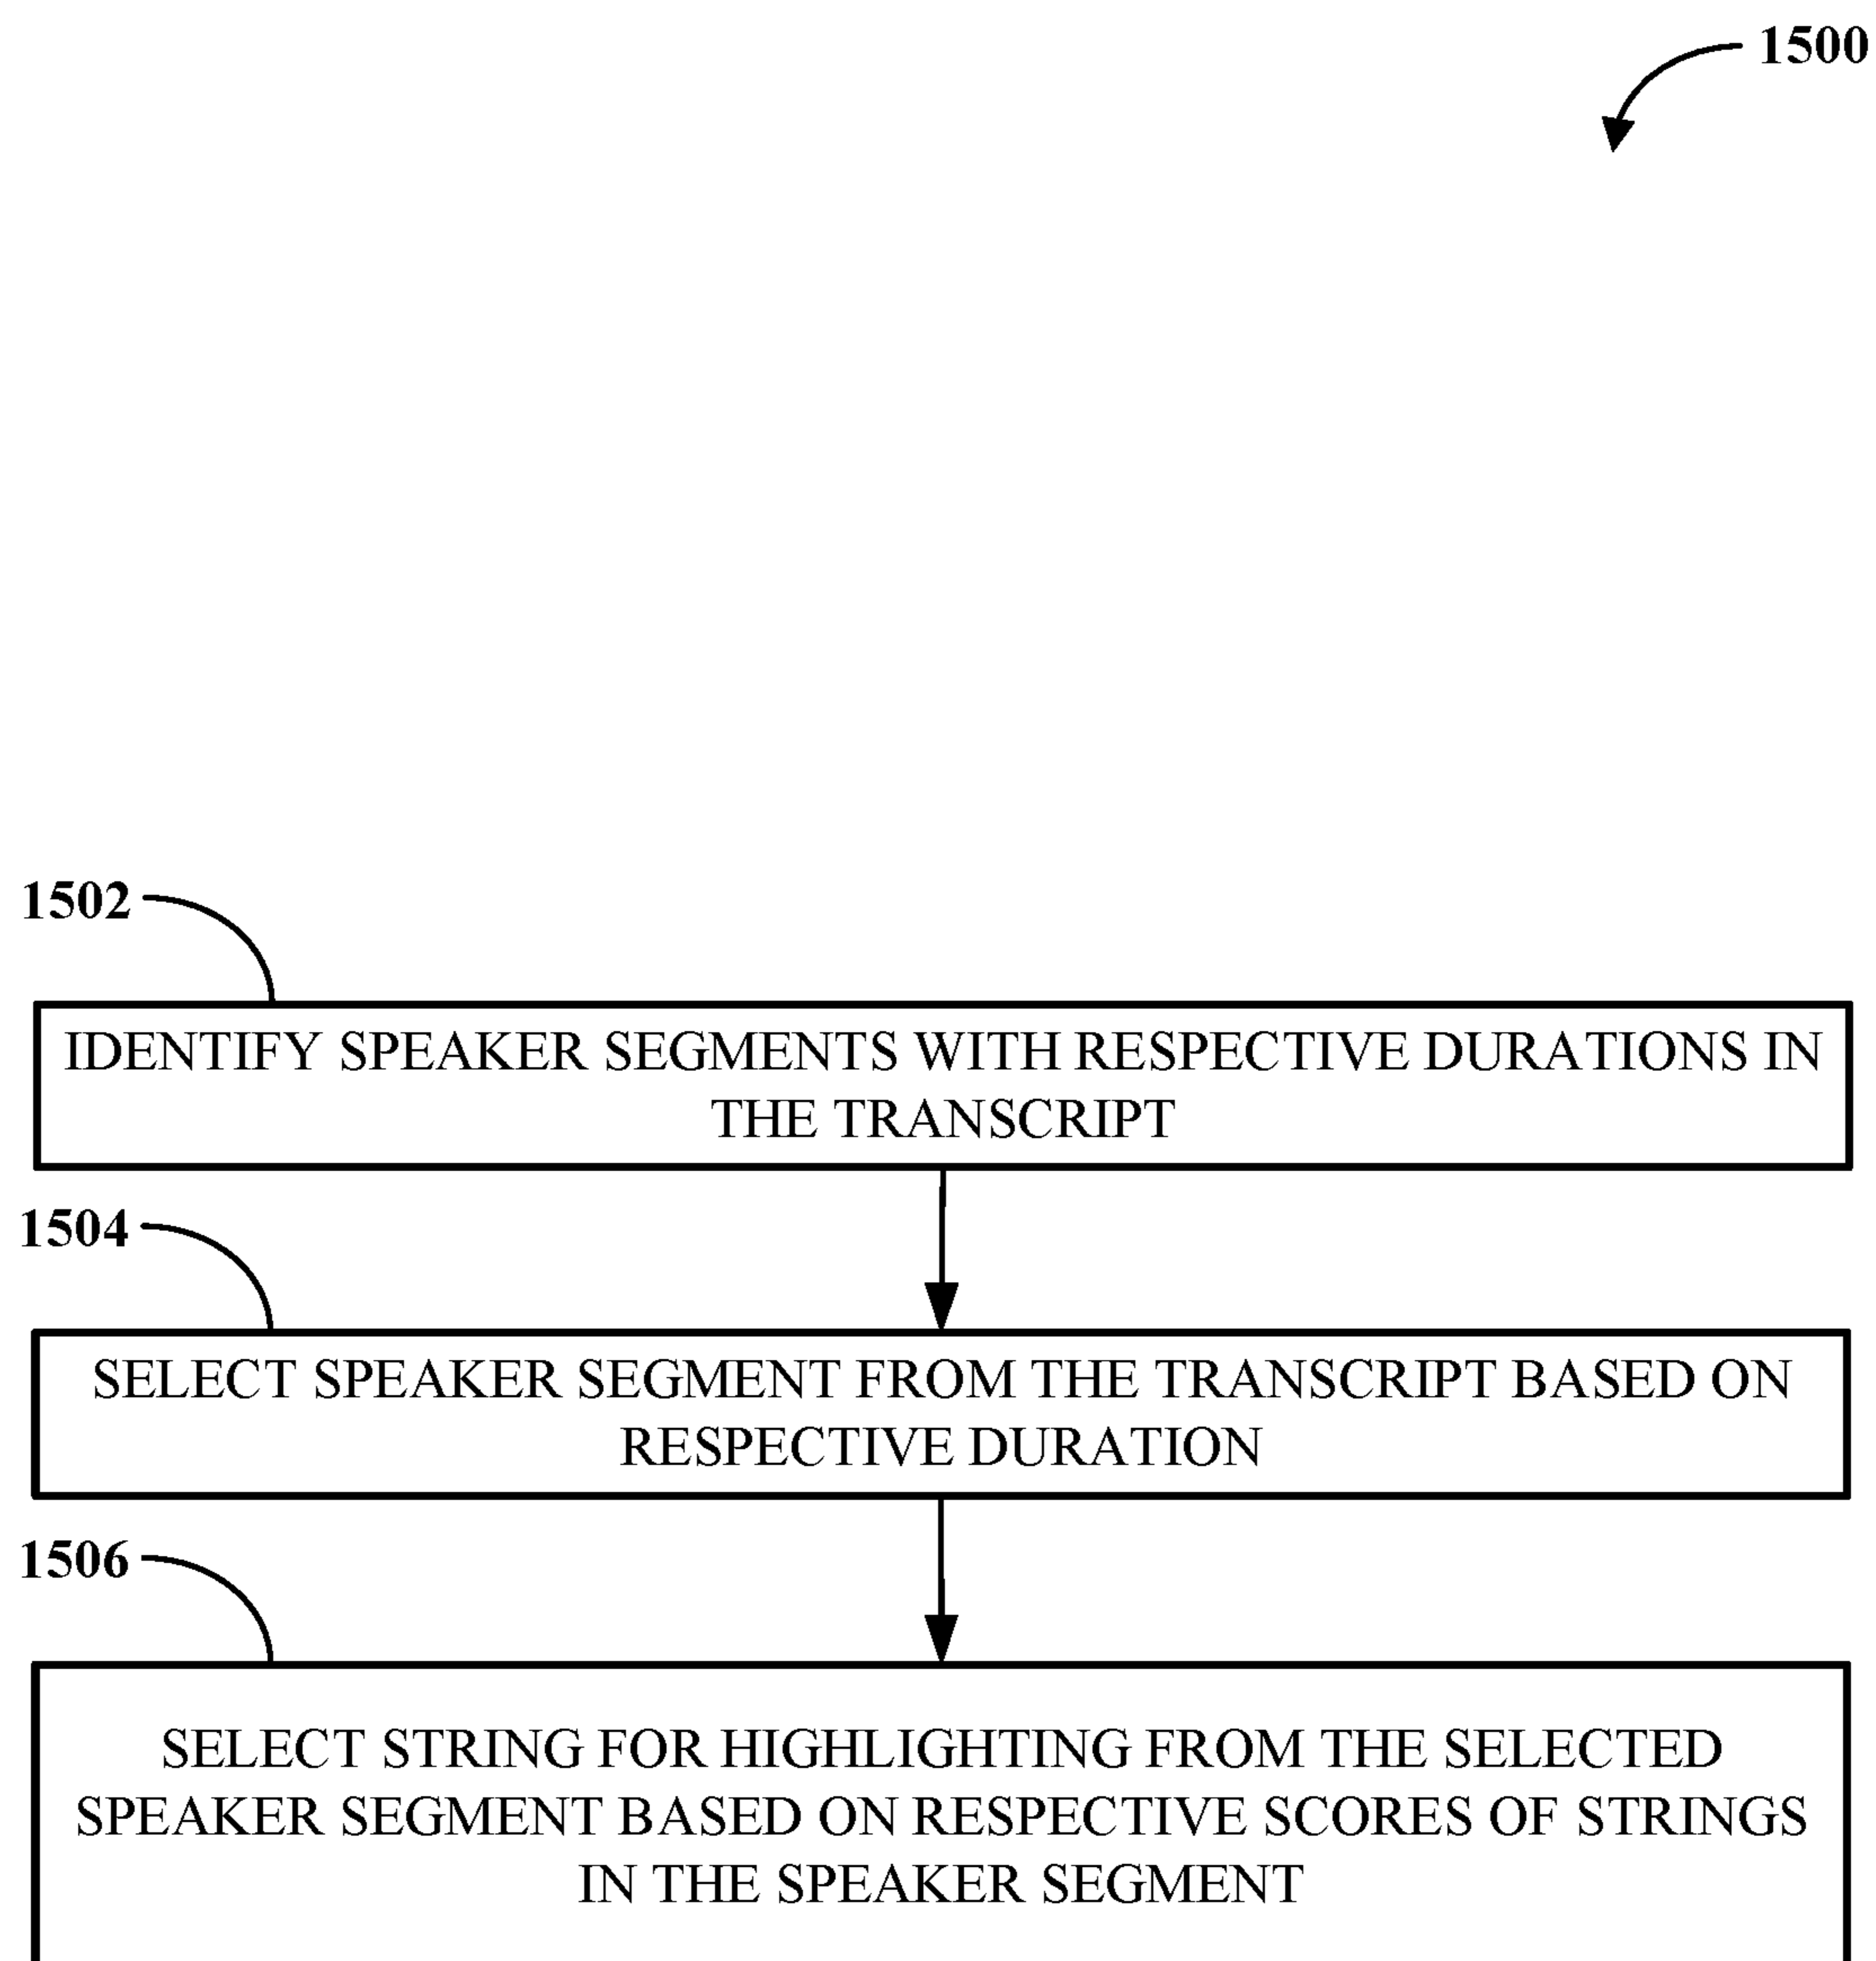 1500
1502
IDENTIFY SPEAKER SEGMENTS WITH RESPECTIVE DURATIONS IN
THE TRANSCRIPT
1504
SELECT SPEAKER SEGMENT FROM THE TRANSCRIPT BASED ON
RESPECTIVE DURATION
1506
SELECT STRING FOR HIGHLIGHTING FROM THE SELECTED
SPEAKER SEGMENT BASED ON RESPECTIVE SCORES OF STRINGS
IN THE SPEAKER SEGMENT